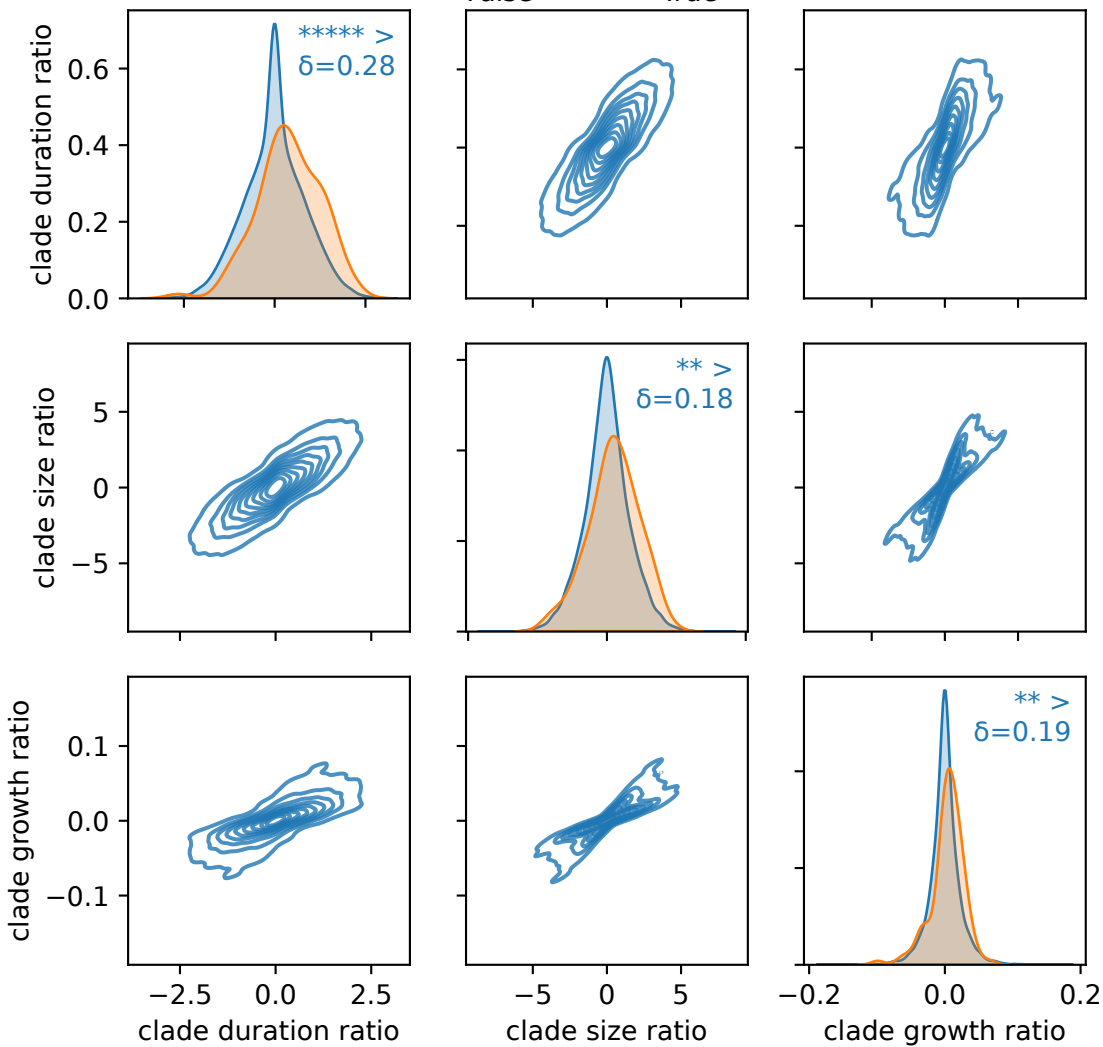 ***** >
δ=0.28
clade duration ratio
0.6
0.4
0.2
0.0
** >
δ=0.18
clade size ratio
5
0
−5
** >
δ=0.19
clade growth ratio
0.1
0.0
−0.1
−2.5 0.0 2.5
−5 0 5
−0.2 0.0 0.2
clade duration ratio
clade size ratio
clade growth ratio